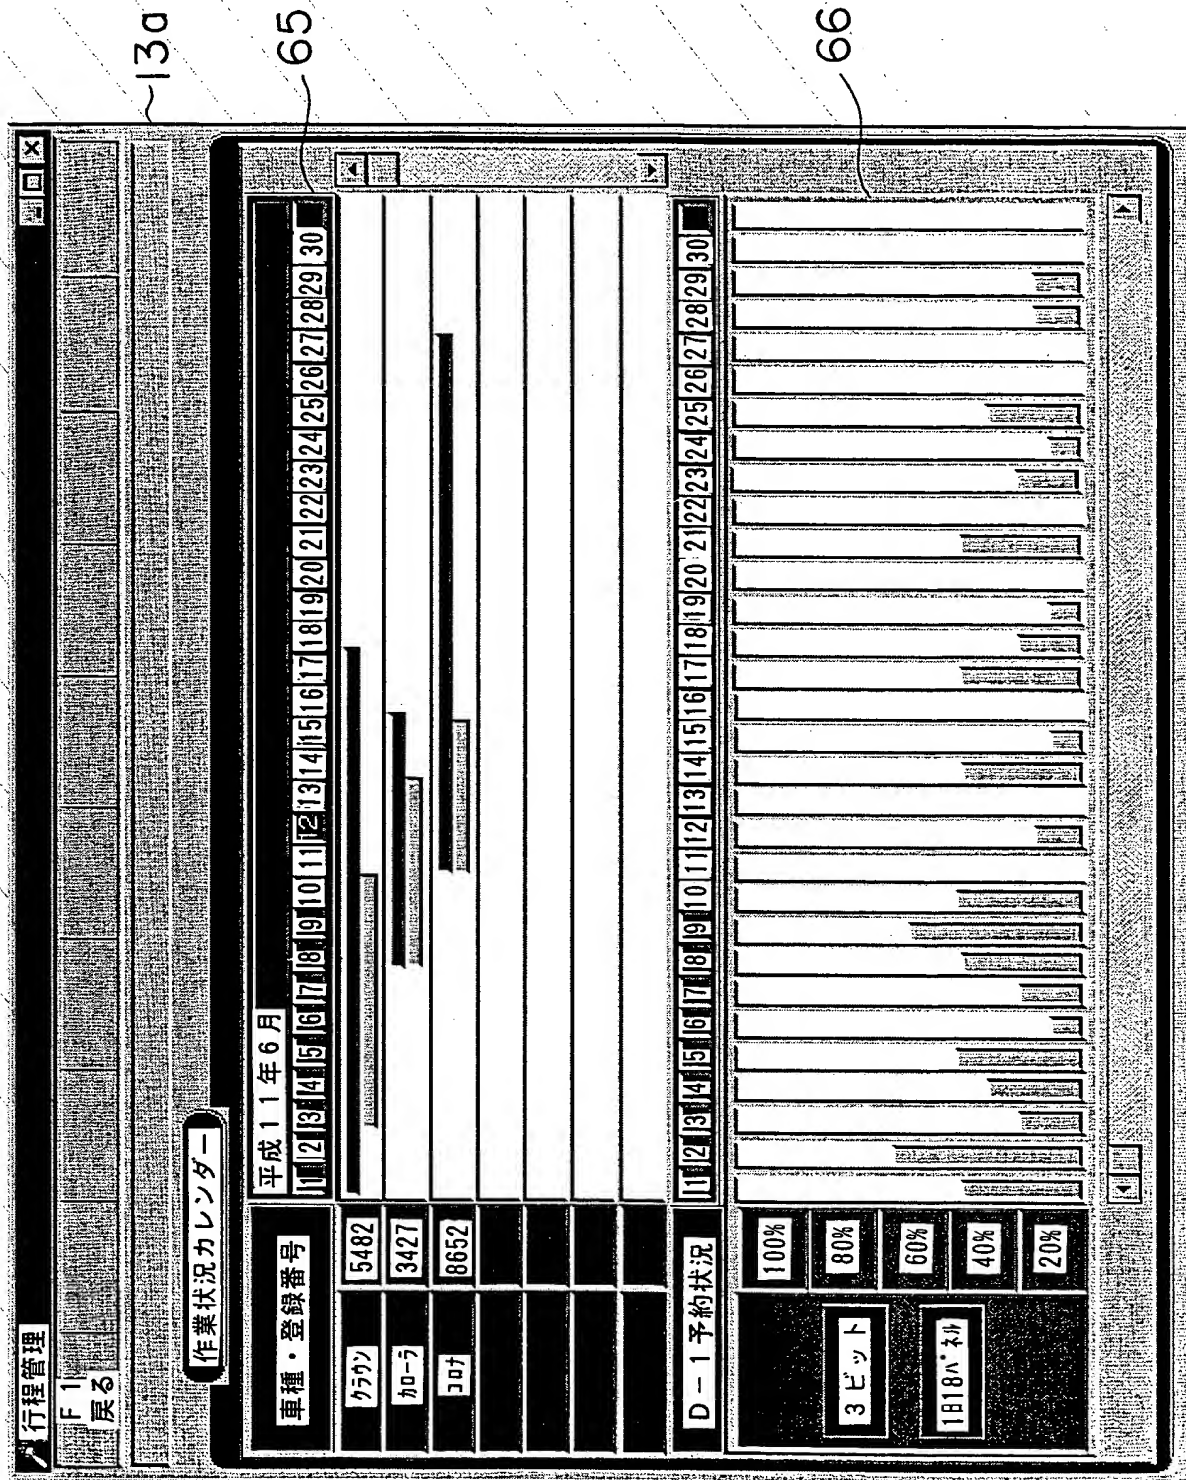 行程管理
F 1
戻る
13a
作業状況カレンダー
車種・登録番号
平成11年6月
65
1 2 3 4 5 6 7 8 9 10 11 12 13 14 15 16 17 18 19 20 21 22 23 24 25 26 27 28 29 30
クラウン 5482
カローラ 3427
コロナ 8652
D－1予約状況
1 2 3 4 5 6 7 8 9 10 11 12 13 14 15 16 17 18 19 20 21 22 23 24 25 26 27 28 29 30
66
3ビット
1日18パネル
100%
80%
60%
40%
20%